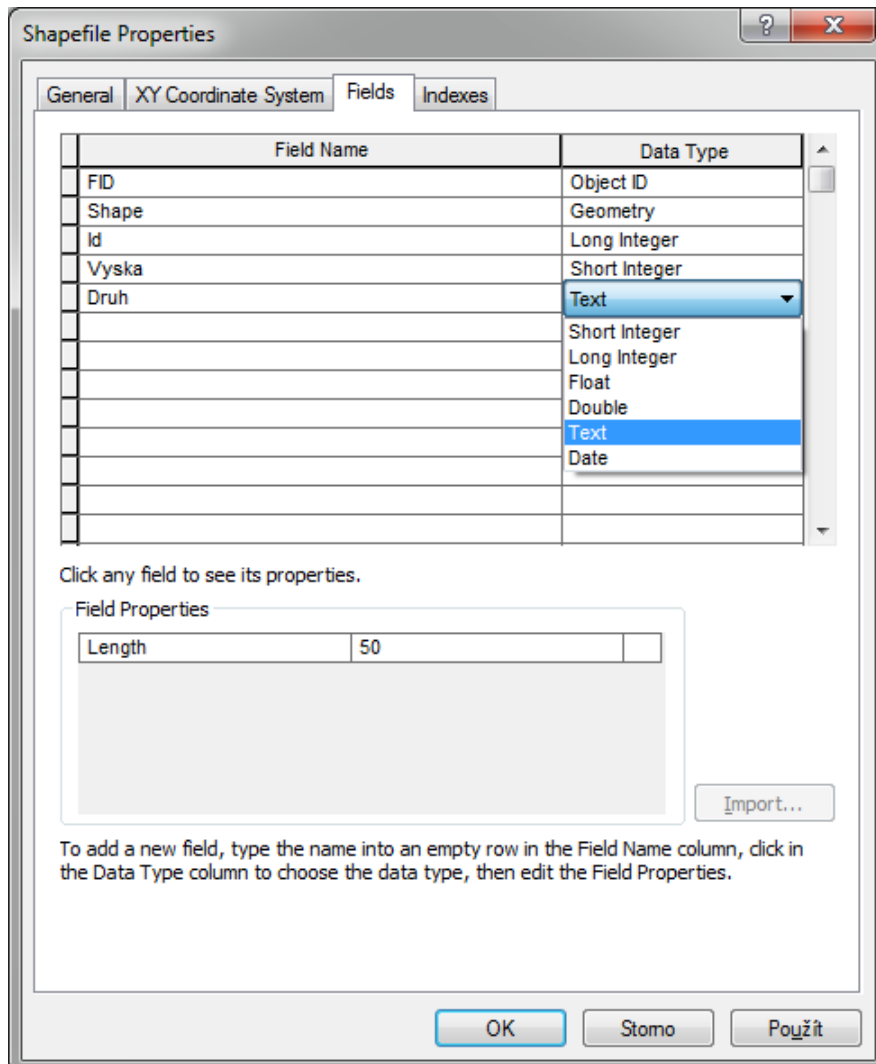 Shapefile Properties
General XY Coordinate System Fields Indexes
Field Name Data Type
FID Object ID
Shape Geometry
Id Long Integer
Vyska Short Integer
Druh Text
Short Integer
Long Integer
Float
Double
Text
Date
Click any field to see its properties.
Field Properties
Length 50
Import...
To add a new field, type the name into an empty row in the Field Name column, click in
the Data Type column to choose the data type, then edit the Field Properties.
OK Storno Použít